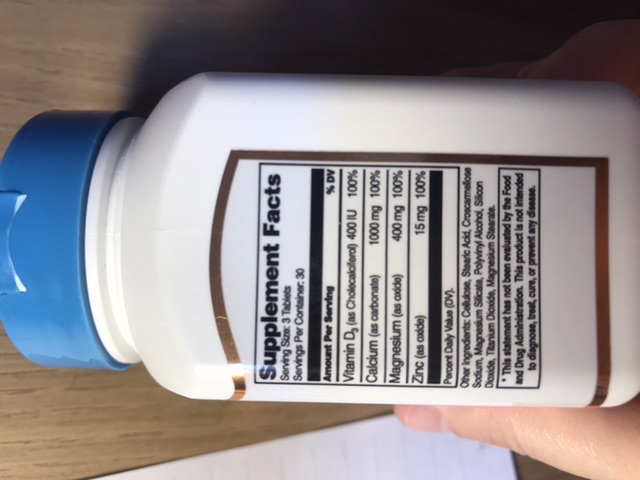 Supplement Facts
Serving Size: 3 Tablets
Servings Per Container: 30
Amount Per Serving % DV
Vitamin D3 (as Cholecalciferol) 400 IU 100%
Calcium (as carbonate) 1000 mg 100%
Magnesium (as oxide) 400 mg 100%
Zinc (as oxide) 15 mg 100%
Percent Daily Value (DV).
Other Ingredients: Cellulose, Stearic Acid, Croscarmellose
Sodium, Magnesium Silicate, Polyvinyl Alcohol, Silicon
Dioxide, Titanium Dioxide, Magnesium Stearate.
* This statement has not been evaluated by the Food
and Drug Administration. This product is not intended
to diagnose, treat, cure, or prevent any disease.